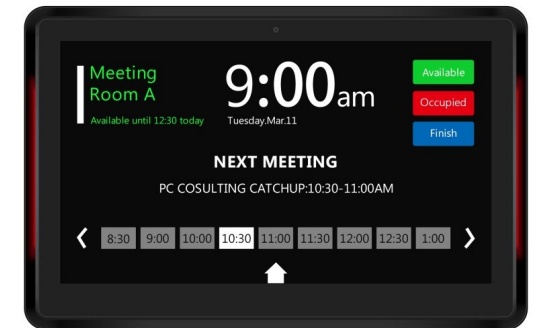 Meeting
Room A
Available until 12:30 today
9:00am
Tuesday.Mar.11
Available
Occupied
Finish
NEXT MEETING
PC COSULTING CATCHUP:10:30-11:00AM
8:30 9:00 10:00 10:30 11:00 11:30 12:00 12:30 1:00